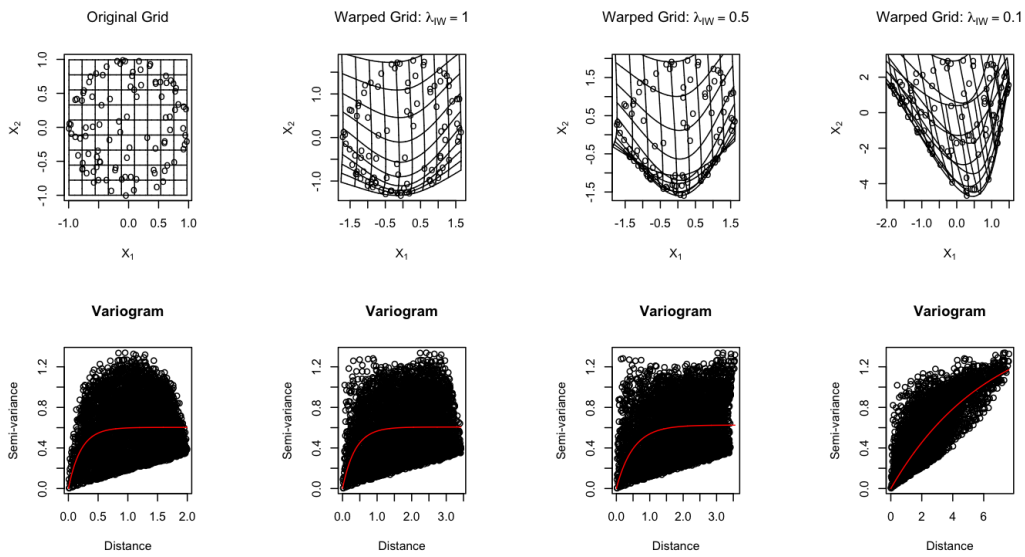 Original Grid
Warped Grid: λIW = 1
Warped Grid: λIW = 0.5
Warped Grid: λIW = 0.1
X2
1.0
0.5
0.0
-0.5
-1.0
-1.0 0.0 0.5 1.0
X1
X2
1.0
0.0
-1.0
-1.5 -0.5 0.5 1.5
X1
X2
1.5
0.5
-0.5
-1.5
-1.5 -0.5 0.5 1.5
X1
X2
2
0
-2
-4
-2.0 -1.0 0.0 1.0
X1
Variogram
Variogram
Variogram
Variogram
Semi-variance
1.2
0.8
0.4
0.0
0.0 0.5 1.0 1.5 2.0
Distance
Semi-variance
1.2
0.8
0.4
0.0
0.0 1.0 2.0 3.0
Distance
Semi-variance
1.2
0.8
0.4
0.0
0.0 1.0 2.0 3.0
Distance
Semi-variance
1.2
0.8
0.4
0.0
0 2 4 6
Distance